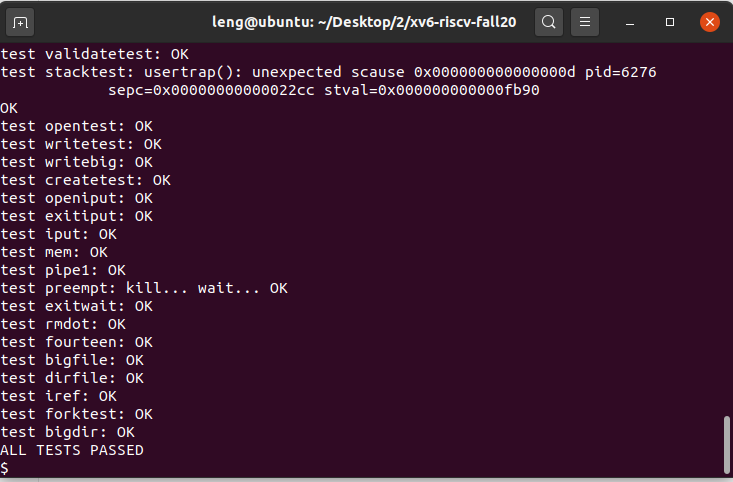 leng@ubuntu: ~/Desktop/2/xv6-riscv-fall20
test validatetest: OK
test stacktest: usertrap(): unexpected scause 0x000000000000000d pid=6276
            sepc=0x00000000000022cc stval=0x000000000000fb90
OK
test opentest: OK
test writetest: OK
test writebig: OK
test createtest: OK
test openiput: OK
test exitiput: OK
test iput: OK
test mem: OK
test pipe1: OK
test preempt: kill... wait... OK
test exitwait: OK
test rmdot: OK
test fourteen: OK
test bigfile: OK
test dirfile: OK
test iref: OK
test forktest: OK
test bigdir: OK
ALL TESTS PASSED
$